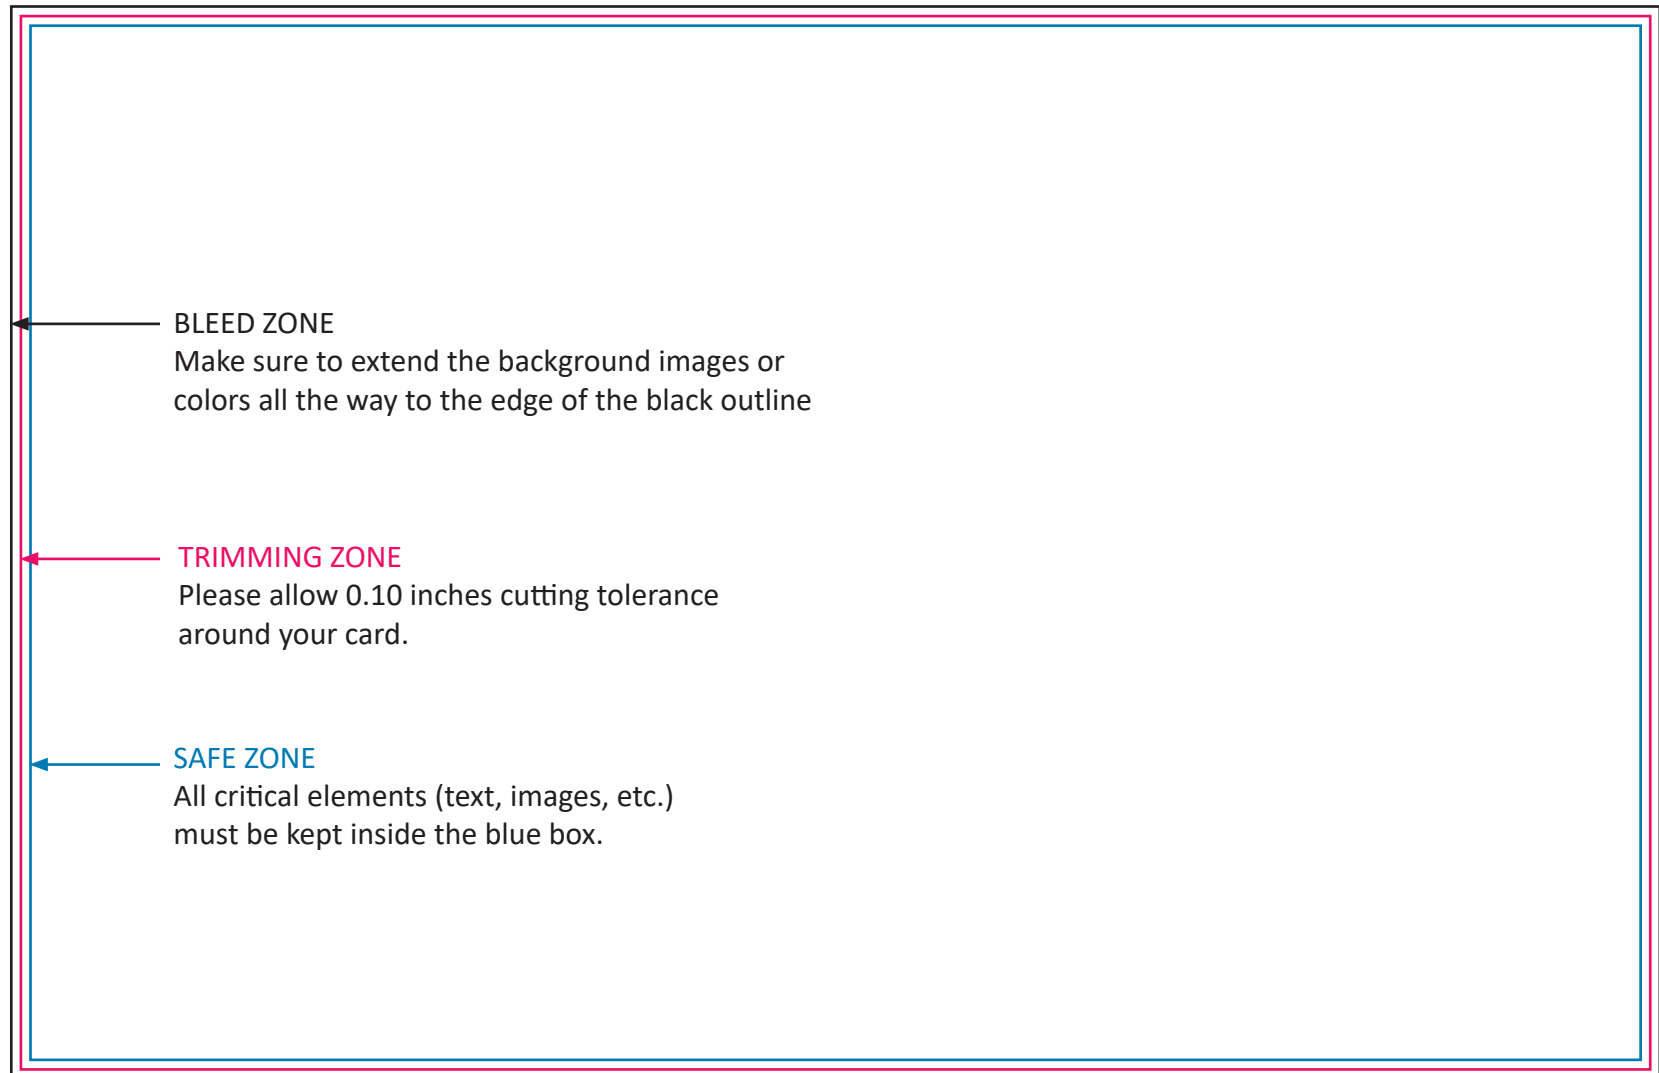 BLEED ZONE
Make sure to extend the background images or
colors all the way to the edge of the black outline
TRIMMING ZONE
Please allow 0.10 inches cutting tolerance
around your card.
SAFE ZONE
All critical elements (text, images, etc.)
must be kept inside the blue box.